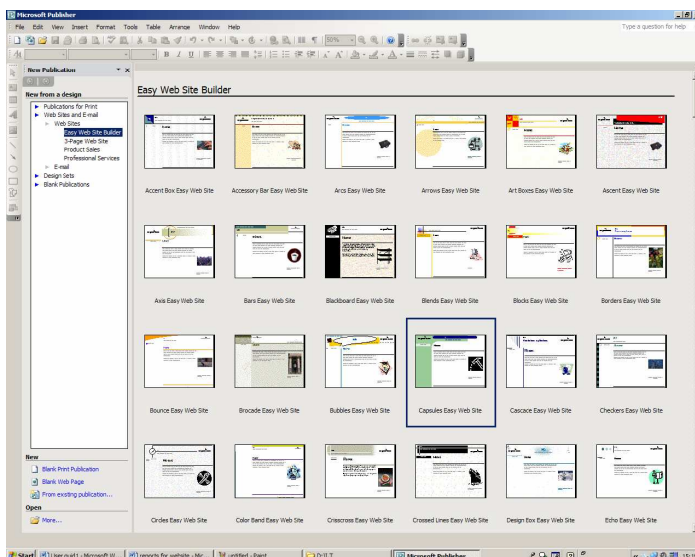 Microsoft Publisher
File Edit View Insert Format Tools Table Arrange Window Help
Type a question for help
50%
New Publication
New from a design
Publications for Print
Web Sites and E-mail
Web Sites
Easy Web Site Builder
3-Page Web Site
Product Sales
Professional Services
E-mail
Design Sets
Blank Publications
New
Blank Print Publication
Blank Web Page
From existing publication...
Open
More...
Easy Web Site Builder
Accent Box Easy Web Site
Accessory Bar Easy Web Site
Arcs Easy Web Site
Arrows Easy Web Site
Art Boxes Easy Web Site
Ascent Easy Web Site
Axis Easy Web Site
Bars Easy Web Site
Blackboard Easy Web Site
Blends Easy Web Site
Blocks Easy Web Site
Borders Easy Web Site
Bounce Easy Web Site
Brocade Easy Web Site
Bubbles Easy Web Site
Capsules Easy Web Site
Cascade Easy Web Site
Checkers Easy Web Site
Circles Easy Web Site
Color Band Easy Web Site
Crisscross Easy Web Site
Crossed Lines Easy Web Site
Design Box Easy Web Site
Echo Easy Web Site
Start
Microsoft W...
reports for website - Mic...
untitled - Paint
Microsoft Publisher